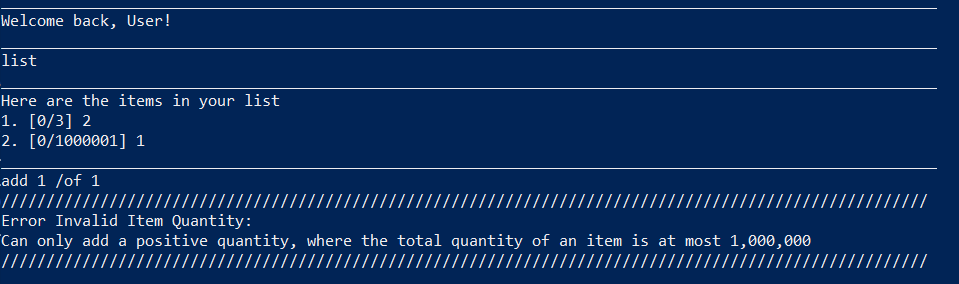 Welcome back, User!
list
Here are the items in your list
1. [0/3] 2
2. [0/1000001] 1
add 1 /of 1
////////////////////////////////////////////////////////////////////////////////////////////////////////
Error Invalid Item Quantity:
Can only add a positive quantity, where the total quantity of an item is at most 1,000,000
////////////////////////////////////////////////////////////////////////////////////////////////////////